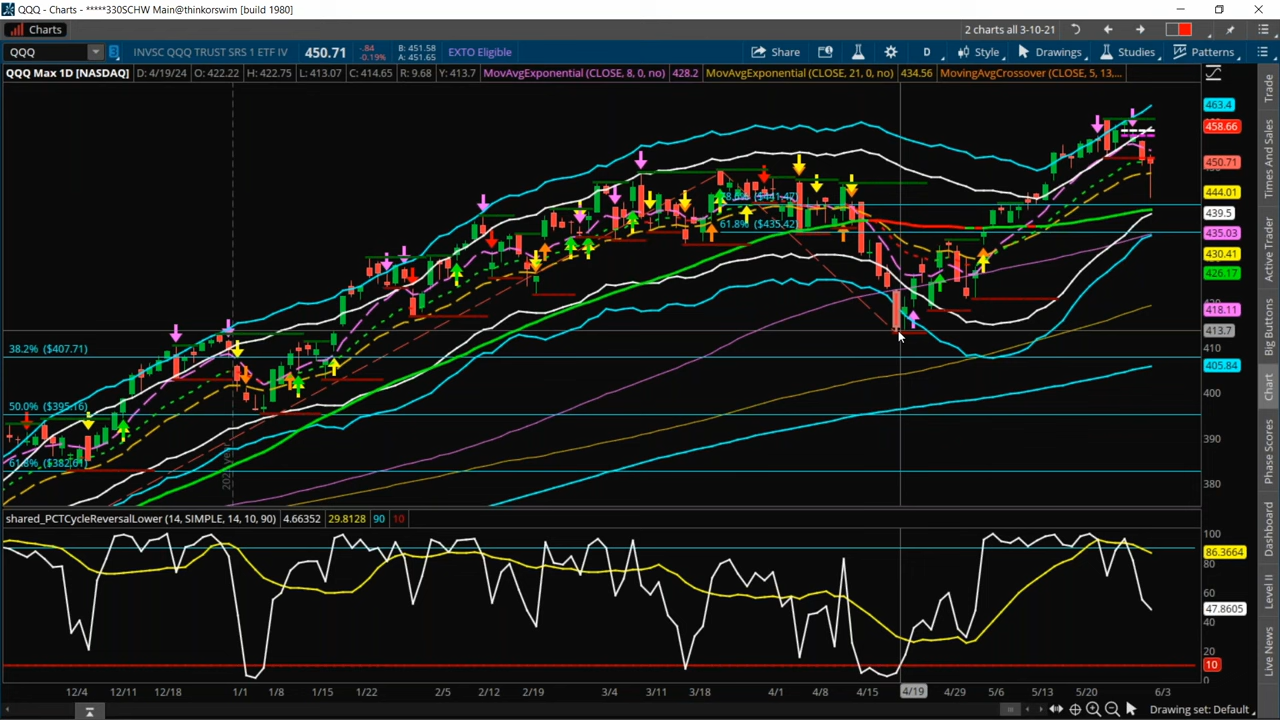 QQQ - Charts - *****330SCHW Main@thinkorswim [build 1980]
Charts
2 charts all 3-10-21
QQQ
3
INVSC QQQ TRUST SRS 1 ETF IV
450.71
-.84
-0.19%
B: 451.58
A: 451.65
EXTO Eligible
Share
D
Style
Drawings
Studies
Patterns
QQQ Max 1D [NASDAQ]
D: 4/19/24
O: 422.22
H: 422.75
L: 413.07
C: 414.65
R: 9.68
Y: 413.7
MovAvgExponential (CLOSE, 8, 0, no)
428.2
MovAvgExponential (CLOSE, 21, 0, no)
434.56
MovingAvgCrossover (CLOSE, 5, 13,...
463.4
458.66
450.71
444.01
439.5
435.03
430.41
426.17
418.11
413.7
410
405.84
400
390
380
($441.47)
61.8% ($435.42)
38.2% ($407.71)
50.0% ($395.16)
61.8% ($382.61)
shared_PCTCycleReversalLower (14, SIMPLE, 14, 10, 90)
4.66352
29.8128
90
10
100
86.3664
80
60
47.8605
40
20
10
0
12/4
12/11
12/18
1/1
1/8
1/15
1/22
2/5
2/12
2/19
3/4
3/11
3/18
4/1
4/8
4/15
4/19
4/29
5/6
5/13
5/20
6/3
Drawing set: Default
Trade
Times And Sales
Active Trader
Big Buttons
Chart
Phase Scores
Dashboard
Level II
Live News